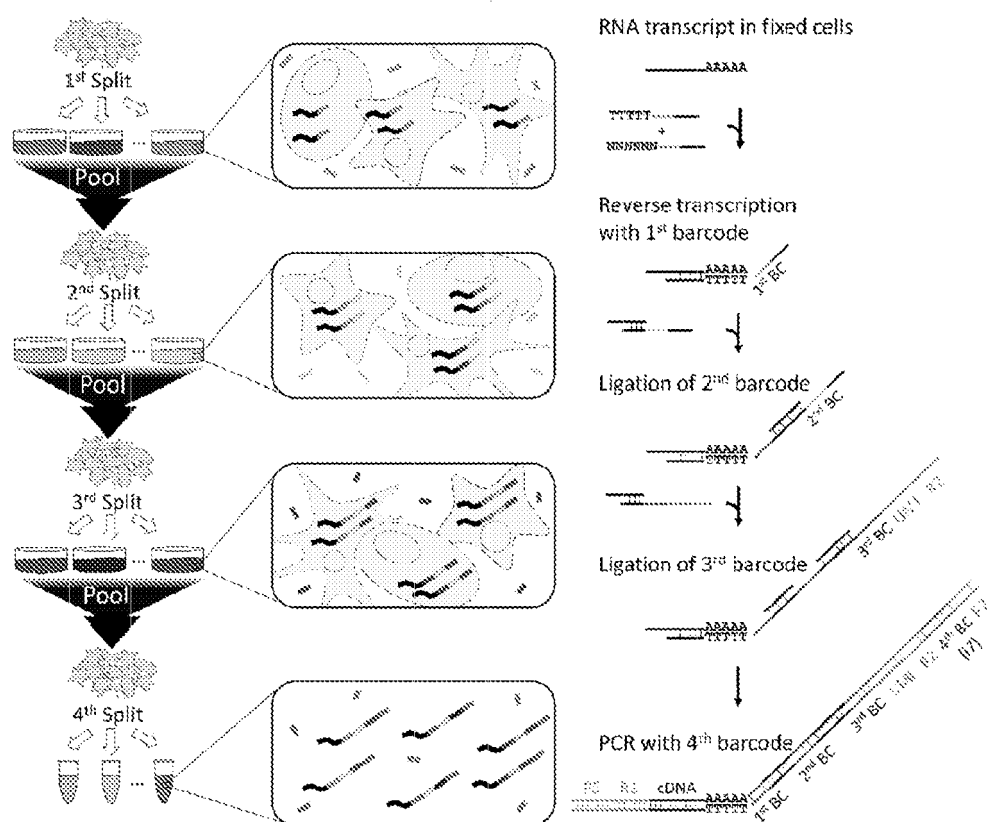 1st Split
Pool
2nd Split
Pool
3rd Split
Pool
4th Split
RNA transcript in fixed cells
AAAAA
TTTTT
+
NNNNNN
Reverse transcription
with 1st barcode
AAAAA
TTTTT
1st BC
Ligation of 2nd barcode
AAAAA
TTTTT
2nd BC
Ligation of 3rd barcode
AAAAA
TTTTT
3rd BC UMI R2
PCR with 4th barcode
R1 cDNA AAAAA
TTTTT
1st BC 2nd BC 3rd BC UMI R2 4th BC P7
(i7)